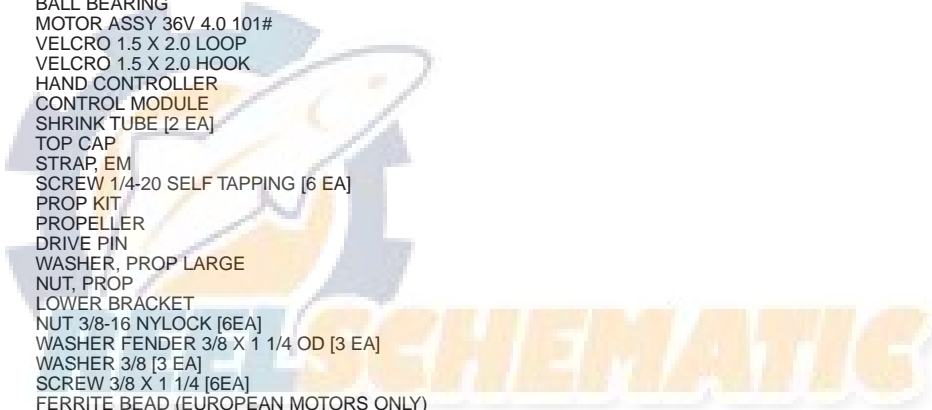 BALL BEARING
MOTOR ASSY 36V 4.0 101#
VELCRO 1.5 X 2.0 LOOP
VELCRO 1.5 X 2.0 HOOK
HAND CONTROLLER
CONTROL MODULE
SHRINK TUBE [2 EA]
TOP CAP
STRAP, EM
SCREW 1/4-20 SELF TAPPING [6 EA]
PROP KIT
PROPELLER
DRIVE PIN
WASHER, PROP LARGE
NUT, PROP
LOWER BRACKET
NUT 3/8-16 NYLOCK [6EA]
WASHER FENDER 3/8 X 1 1/4 OD [3 EA]
WASHER 3/8 [3 EA]
SCREW 3/8 X 1 1/4 [6EA]
FERRITE BEAD (EUROPEAN MOTORS ONLY)
SCHEMATIC